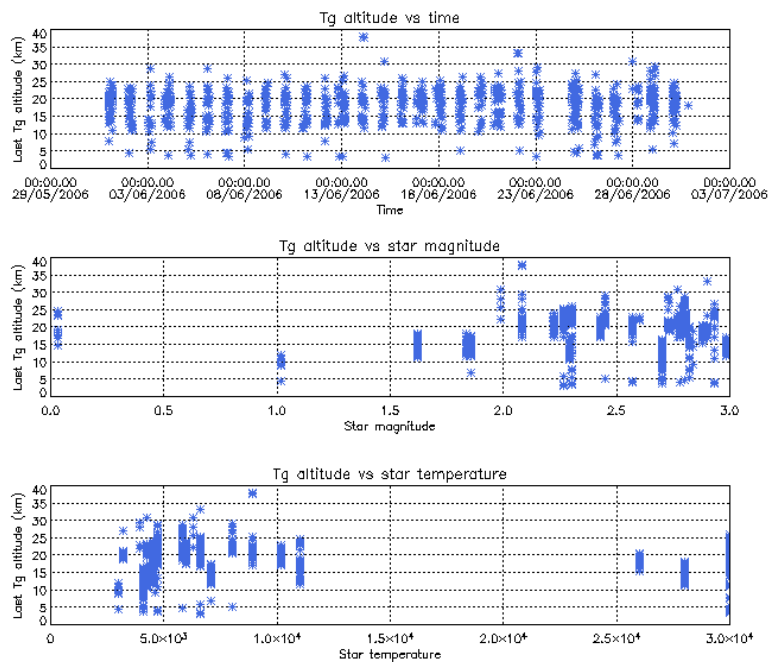 Tg altitude vs time
Last Tg altitude (km)
40
35
30
25
20
15
10
5
0
00:00.00 00:00.00 00:00.00 00:00.00 00:00.00 00:00.00 00:00.00 00:00.00
29/05/2006 03/06/2006 08/06/2006 13/06/2006 18/06/2006 23/06/2006 28/06/2006 03/07/2006
Time
Tg altitude vs star magnitude
Last Tg altitude (km)
40
35
30
25
20
15
10
5
0
0.0 0.5 1.0 1.5 2.0 2.5 3.0
Star magnitude
Tg altitude vs star temperature
Last Tg altitude (km)
40
35
30
25
20
15
10
5
0
0 5.0×10³ 1.0×10⁴ 1.5×10⁴ 2.0×10⁴ 2.5×10⁴ 3.0×10⁴
Star temperature